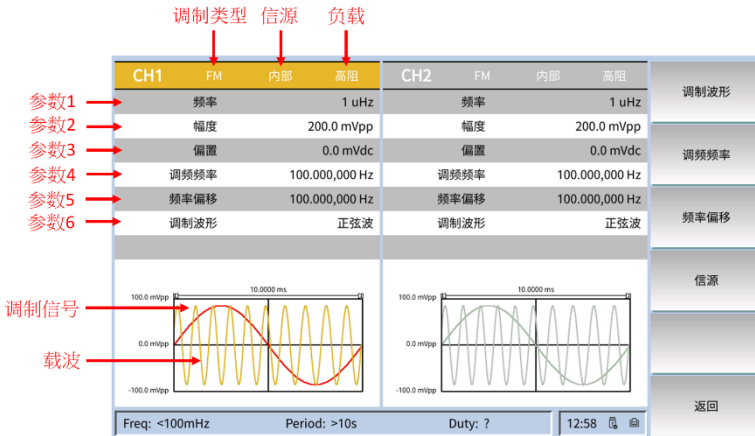 调制类型 信源 负载
CH1 FM 内部 高阻 CH2 FM 内部 高阻 调制波形
参数1 频率 1 uHz 频率 1 uHz
参数2 幅度 200.0 mVpp 幅度 200.0 mVpp
参数3 偏置 0.0 mVdc 偏置 0.0 mVdc 调频频率
参数4 调频频率 100.000,000 Hz 调频频率 100.000,000 Hz
参数5 频率偏移 100.000,000 Hz 频率偏移 100.000,000 Hz 频率偏移
参数6 调制波形 正弦波 调制波形 正弦波
信源
10.0000 ms 10.0000 ms
100.0 mVpp 100.0 mVpp
调制信号
0.0 mVpp 0.0 mVpp
载波
-100.0 mVpp -100.0 mVpp
返回
Freq: <100mHz Period: >10s Duty: ? 12:58